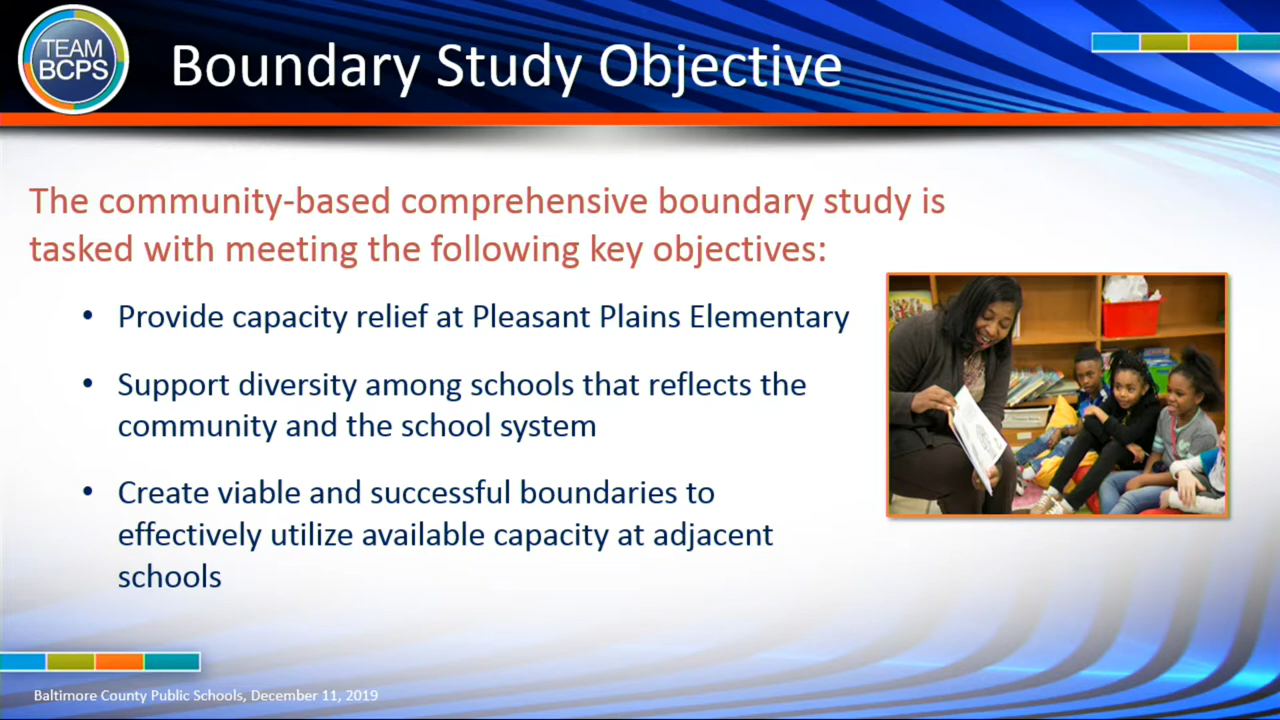 TEAM
BCPS
Boundary Study Objective
The community-based comprehensive boundary study is
tasked with meeting the following key objectives:
• Provide capacity relief at Pleasant Plains Elementary
• Support diversity among schools that reflects the
community and the school system
• Create viable and successful boundaries to
effectively utilize available capacity at adjacent
schools
Baltimore County Public Schools, December 11, 2019